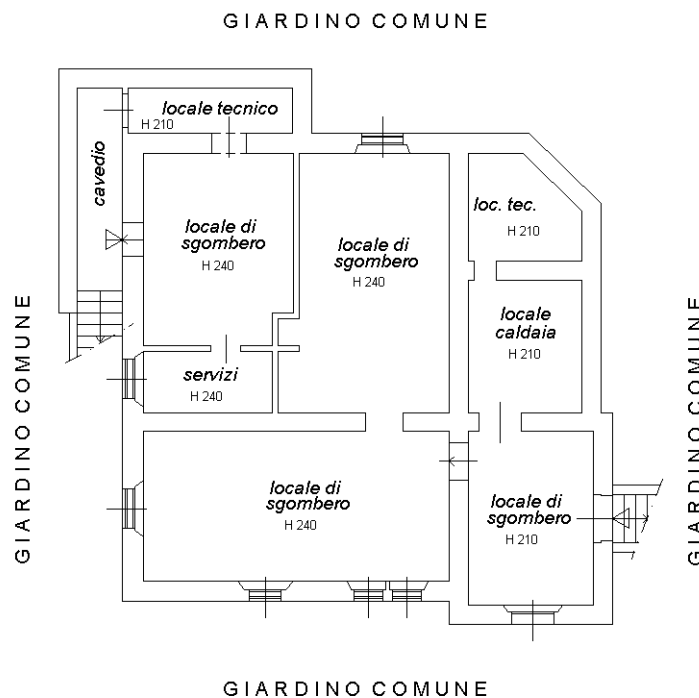 GIARDINO COMUNE
locale tecnico
H 210
cavedio
locale di
sgombero
H 240
locale di
sgombero
H 240
loc. tec.
H 210
locale
caldaia
H 210
servizi
H 240
locale di
sgombero
H 240
locale di
sgombero
H 210
GIARDINO COMUNE
GIARDINO COMUNE
GIARDINO COMUNE